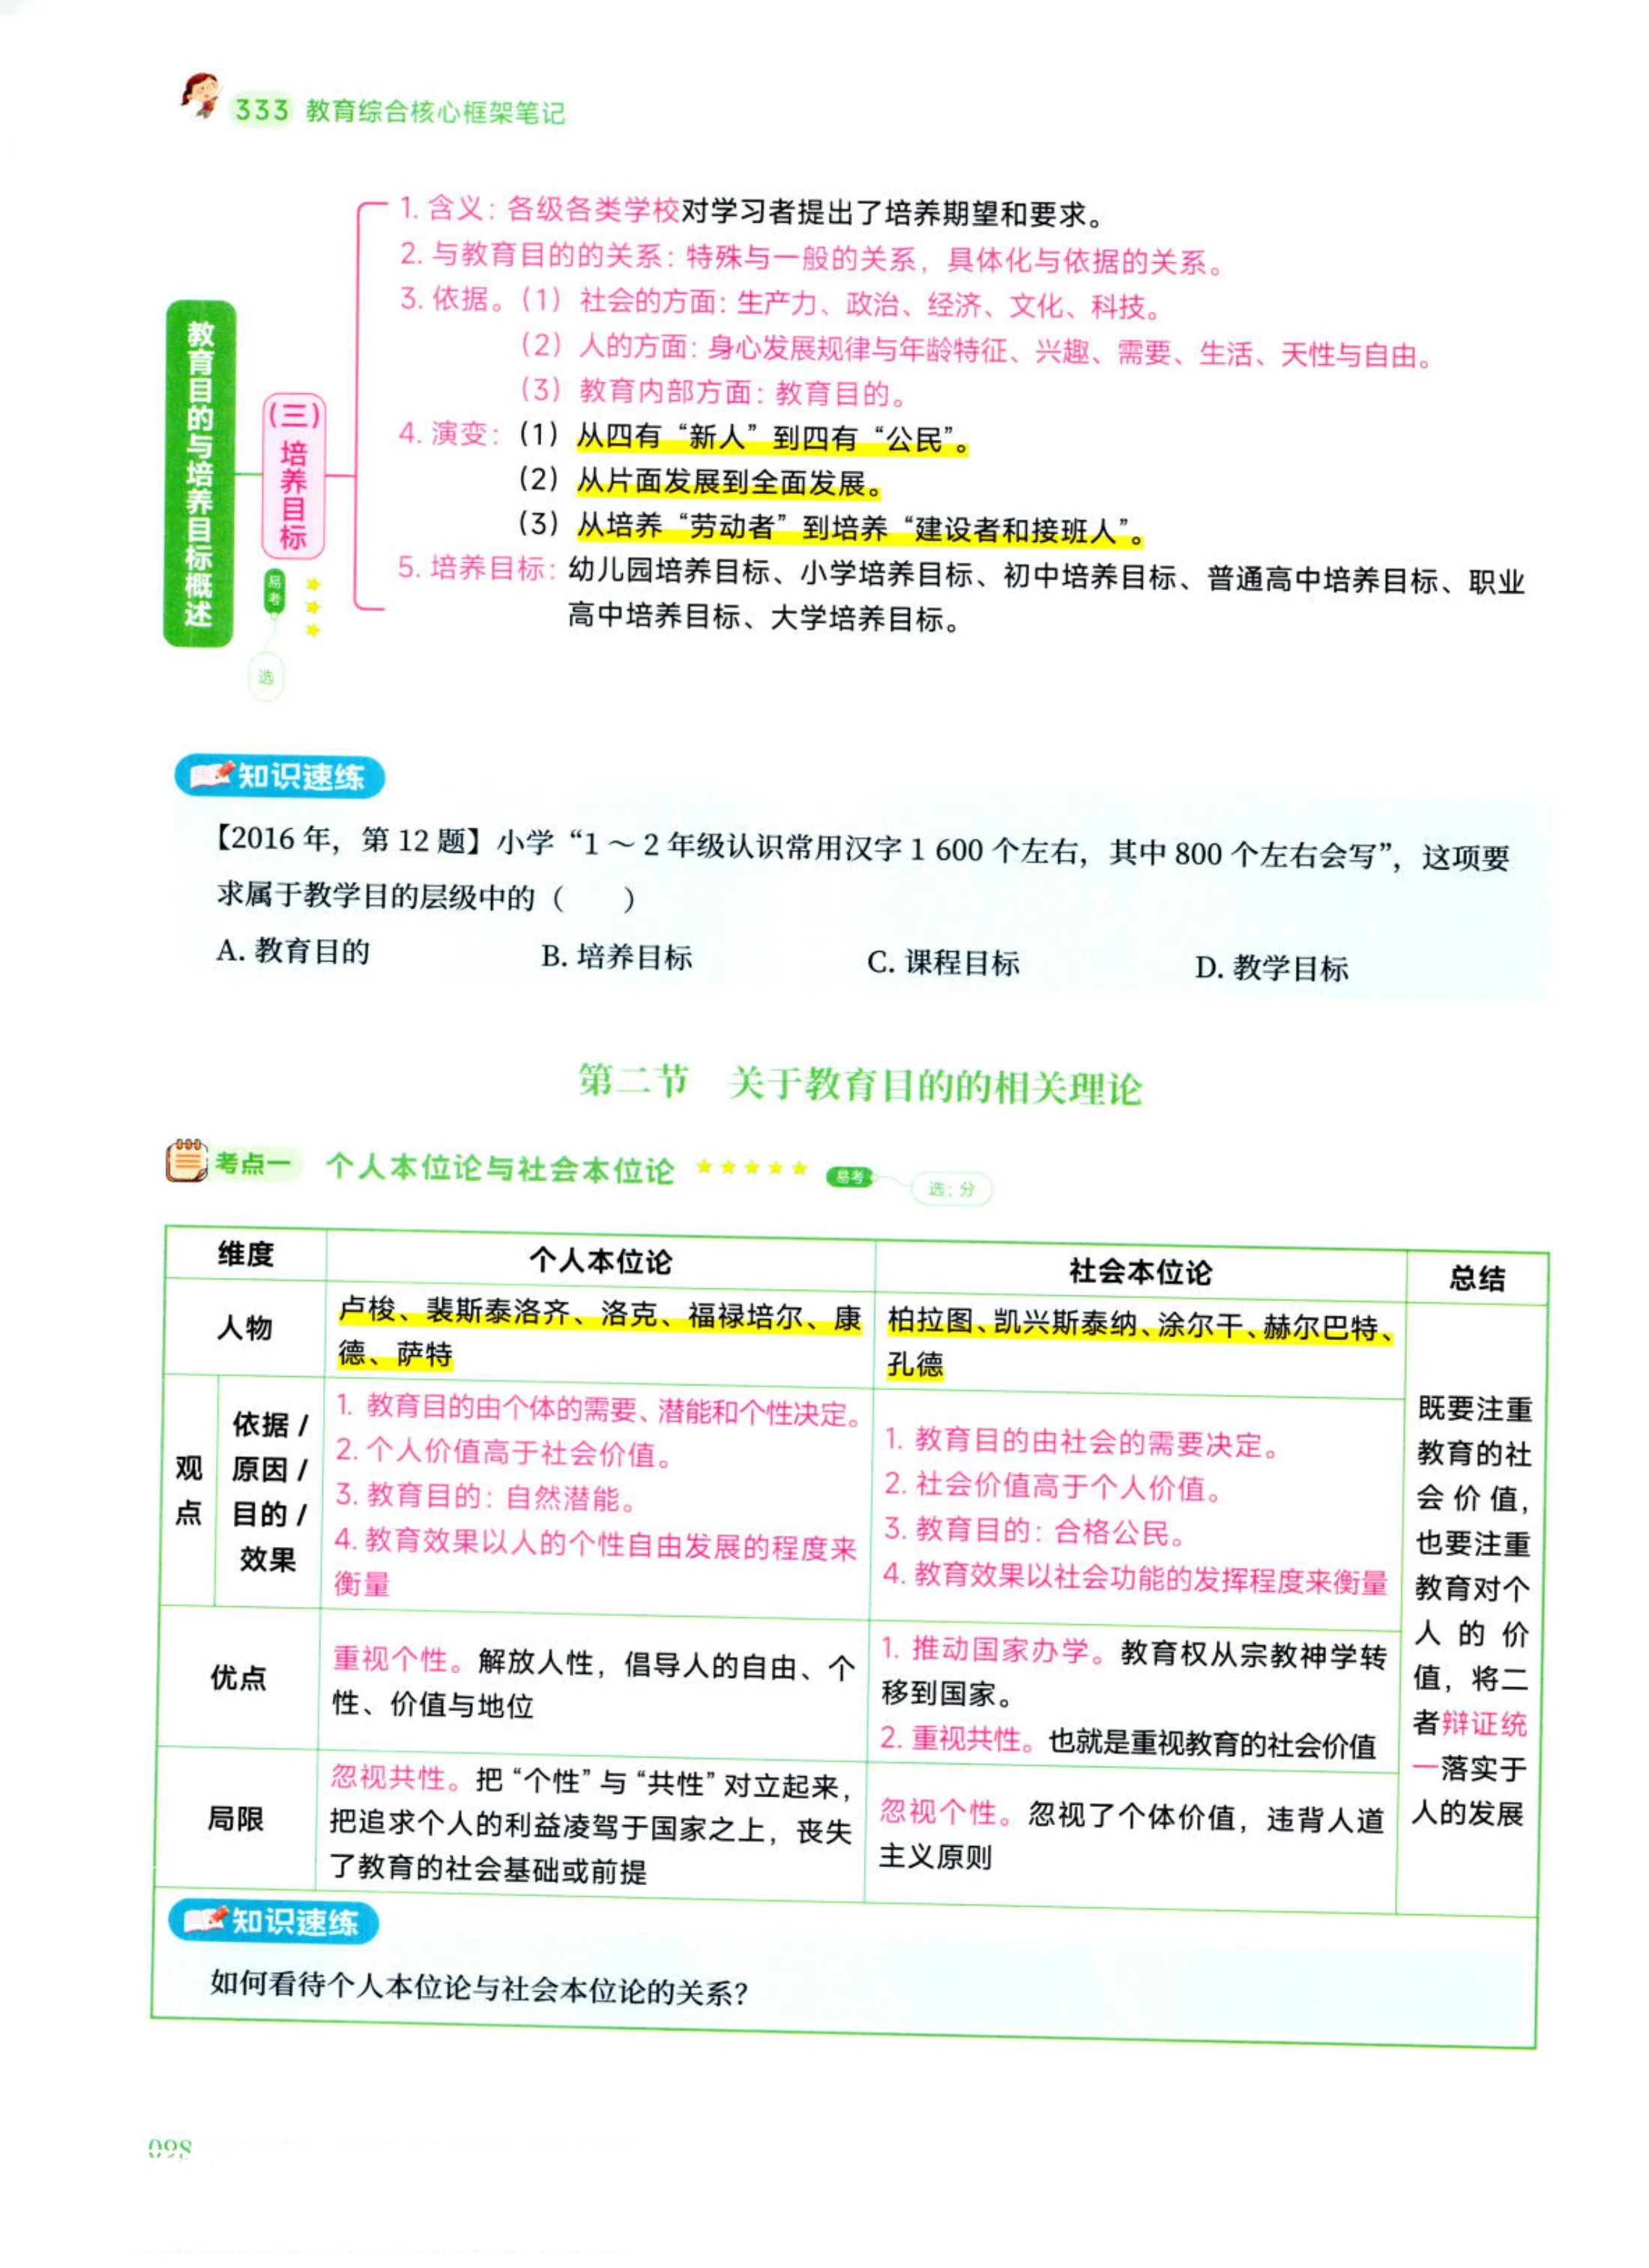 333 教育综合核心框架笔记
教育目的与培养目标概述
(三)培养目标
易考
选
1. 含义：各级各类学校对学习者提出了培养期望和要求。
2. 与教育目的的关系：特殊与一般的关系，具体化与依据的关系。
3. 依据。（1）社会的方面：生产力、政治、经济、文化、科技。
（2）人的方面：身心发展规律与年龄特征、兴趣、需要、生活、天性与自由。
（3）教育内部方面：教育目的。
4. 演变：（1）从四有“新人”到四有“公民”。
（2）从片面发展到全面发展。
（3）从培养“劳动者”到培养“建设者和接班人”。
5. 培养目标：幼儿园培养目标、小学培养目标、初中培养目标、普通高中培养目标、职业
高中培养目标、大学培养目标。
知识速练
【2016 年，第 12 题】小学“1～2 年级认识常用汉字 1 600 个左右，其中 800 个左右会写”，这项要
求属于教学目的层级中的（　　）
A. 教育目的 B. 培养目标 C. 课程目标 D. 教学目标
第二节 关于教育目的的相关理论
考点一 个人本位论与社会本位论 易考 选；分
维度 个人本位论 社会本位论 总结
人物
卢梭、裴斯泰洛齐、洛克、福禄培尔、康
德、萨特
柏拉图、凯兴斯泰纳、涂尔干、赫尔巴特、
孔德
观
点
依据 /
原因 /
目的 /
效果
1. 教育目的由个体的需要、潜能和个性决定。
2. 个人价值高于社会价值。
3. 教育目的：自然潜能。
4. 教育效果以人的个性自由发展的程度来
衡量
1. 教育目的由社会的需要决定。
2. 社会价值高于个人价值。
3. 教育目的：合格公民。
4. 教育效果以社会功能的发挥程度来衡量
优点
重视个性。解放人性，倡导人的自由、个
性、价值与地位
1. 推动国家办学。教育权从宗教神学转
移到国家。
2. 重视共性。也就是重视教育的社会价值
局限
忽视共性。把“个性”与“共性”对立起来，
把追求个人的利益凌驾于国家之上，丧失
了教育的社会基础或前提
忽视个性。忽视了个体价值，违背人道
主义原则
既要注重
教育的社
会价值，
也要注重
教育对个
人的价
值，将二
者辩证统
一落实于
人的发展
知识速练
如何看待个人本位论与社会本位论的关系？
098